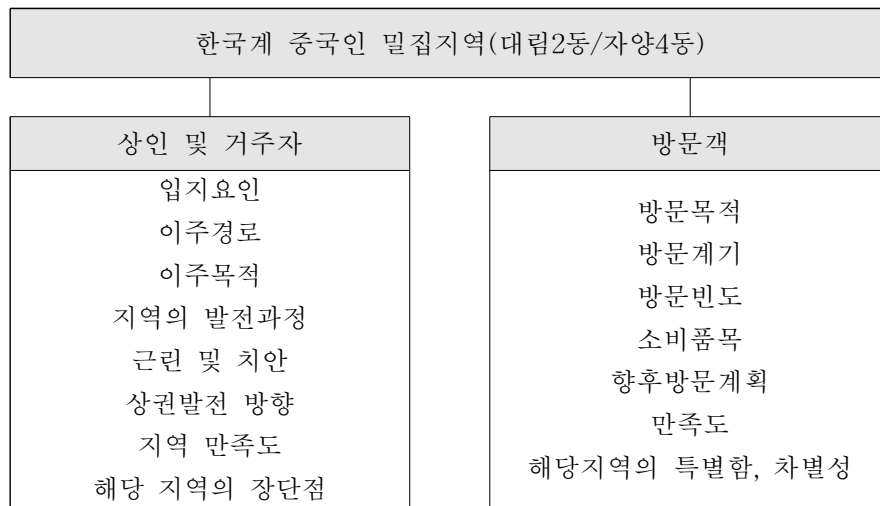 한국계 중국인 밀집지역(대림2동/자양4동)
상인 및 거주자
입지요인
이주경로
이주목적
지역의 발전과정
근린 및 치안
상권발전 방향
지역 만족도
해당 지역의 장단점
방문객
방문목적
방문계기
방문빈도
소비품목
향후방문계획
만족도
해당지역의 특별함, 차별성